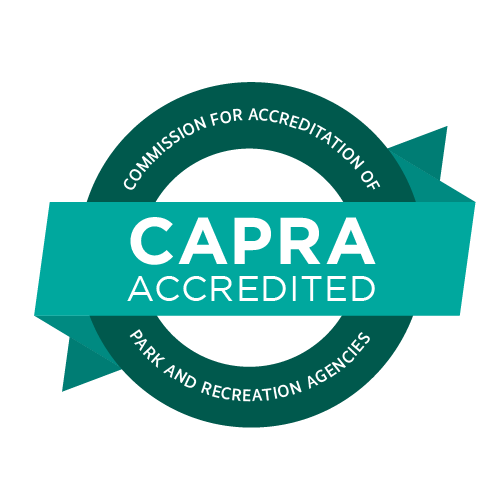 COMMISSION FOR ACCREDITATION OF
CAPRA
ACCREDITED
PARK AND RECREATION AGENCIES